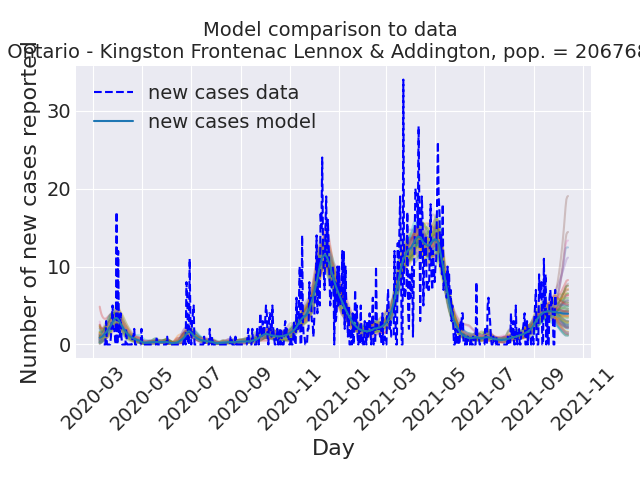 Model comparison to data
Ontario - Kingston Frontenac Lennox & Addington, pop. = 206768
Number of new cases reported
new cases data
new cases model
30
20
10
0
2020-03
2020-05
2020-07
2020-09
2020-11
2021-01
2021-03
2021-05
2021-07
2021-09
2021-11
Day